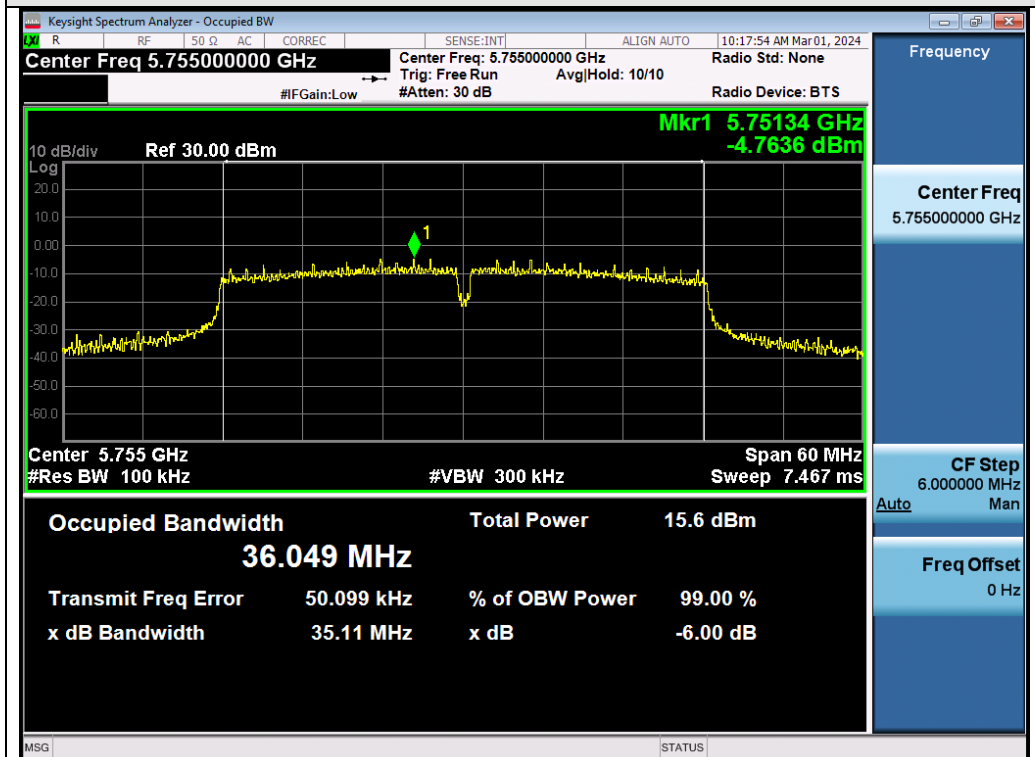 Keysight Spectrum Analyzer - Occupied BW
LXI R RF 50 Ω AC CORREC SENSE:INT ALIGN AUTO 10:17:54 AM Mar 01, 2024
Center Freq 5.755000000 GHz
#IFGain:Low
Center Freq: 5.755000000 GHz
Trig: Free Run Avg|Hold: 10/10
#Atten: 30 dB
Radio Std: None
Radio Device: BTS
Mkr1 5.75134 GHz
-4.7636 dBm
10 dB/div Ref 30.00 dBm
Log
20.0
10.0
0.00
-10.0
-20.0
-30.0
-40.0
-50.0
-60.0
1
Center 5.755 GHz Span 60 MHz
#Res BW 100 kHz #VBW 300 kHz Sweep 7.467 ms
Occupied Bandwidth Total Power 15.6 dBm
36.049 MHz
Transmit Freq Error 50.099 kHz % of OBW Power 99.00 %
x dB Bandwidth 35.11 MHz x dB -6.00 dB
Frequency
Center Freq
5.755000000 GHz
CF Step
6.000000 MHz
Auto Man
Freq Offset
0 Hz
MSG STATUS